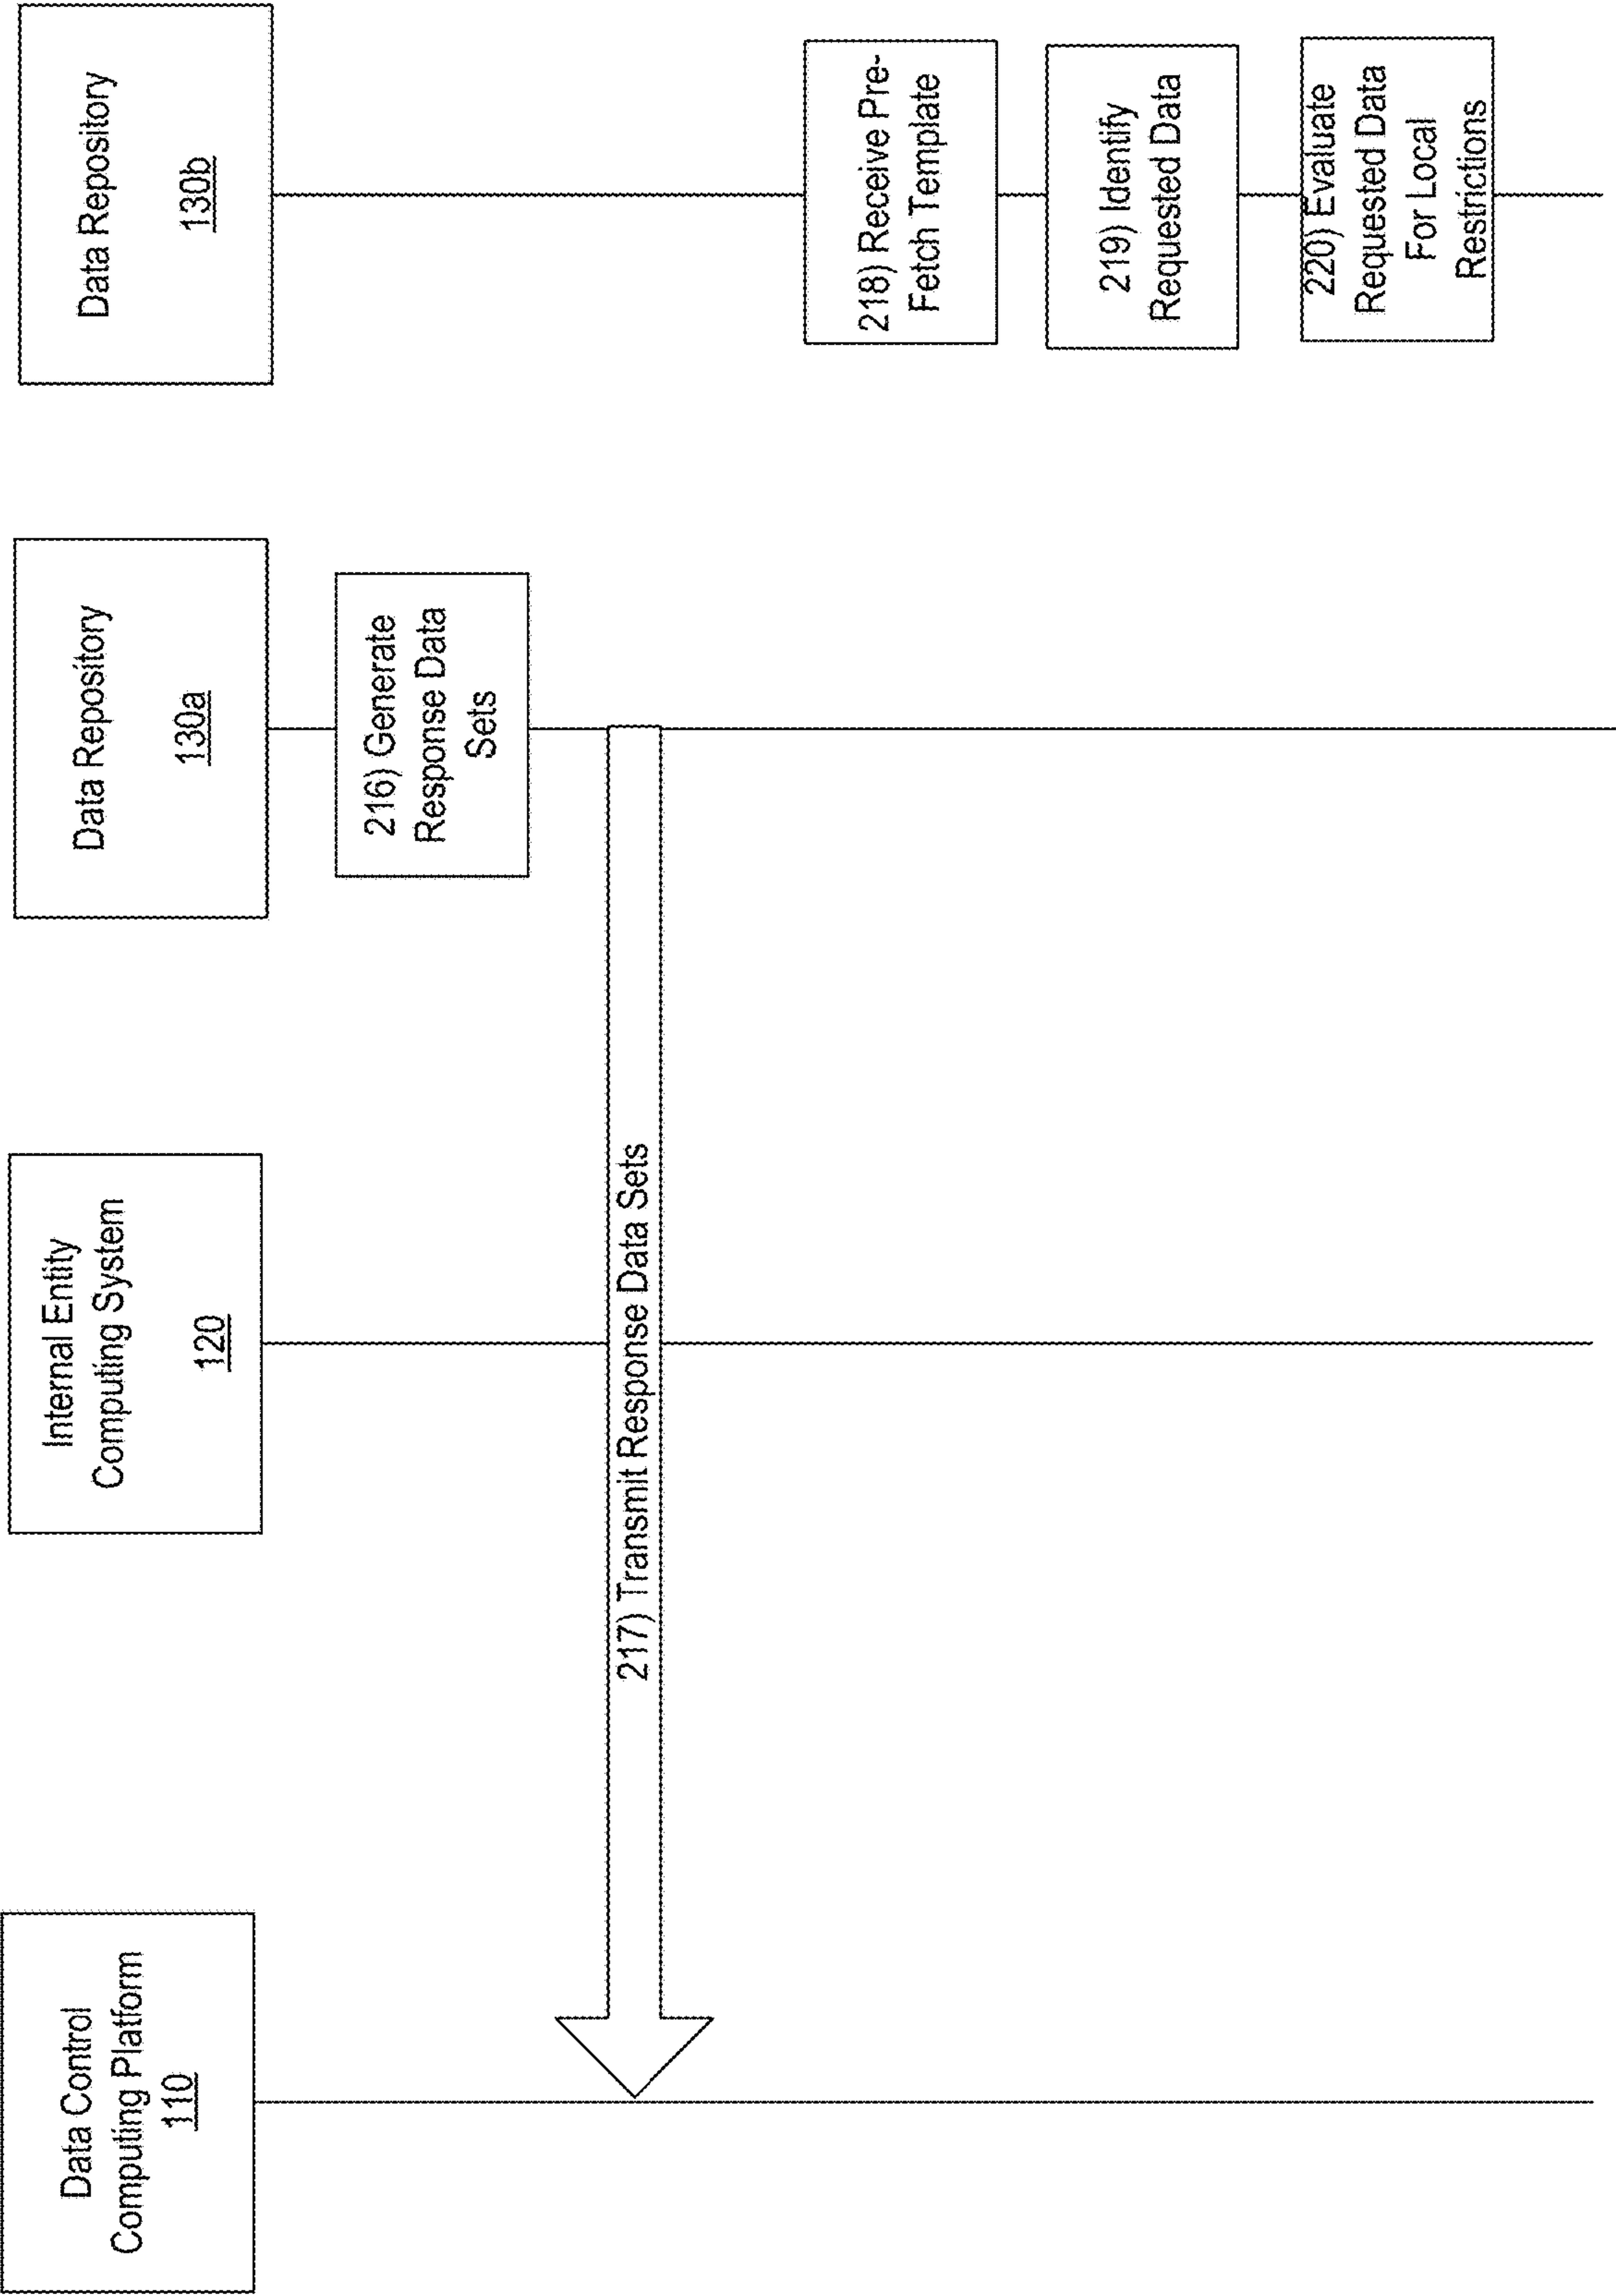 Data Control
Computing Platform
110
Internal Entity
Computing System
120
Data Repository
130a
Data Repository
130b
216) Generate
Response Data
Sets
217) Transmit Response Data Sets
218) Receive Pre-
Fetch Template
219) Identify
Requested Data
220) Evaluate
Requested Data
For Local
Restrictions